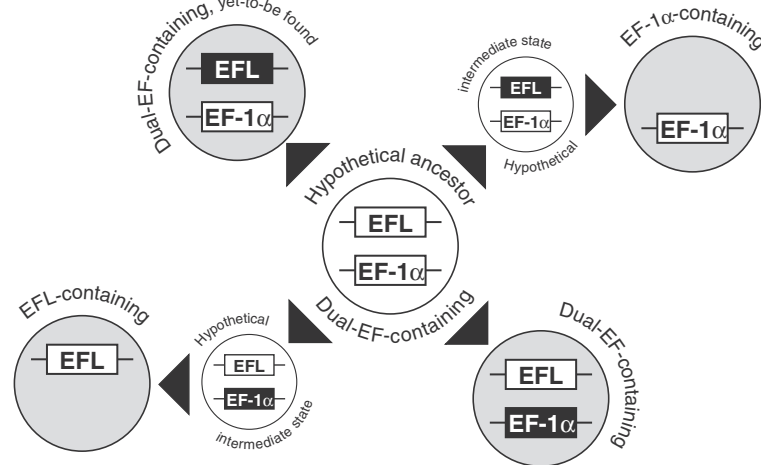 Dual-EF-containing, yet-to-be found
EFL
EF-1α
intermediate state
EFL
EF-1α
Hypothetical
EF-1α-containing
EF-1α
Hypothetical ancestor
EFL
EF-1α
Dual-EF-containing
EFL-containing
EFL
Hypothetical
EFL
EF-1α
intermediate state
Dual-EF-containing
EFL
EF-1α